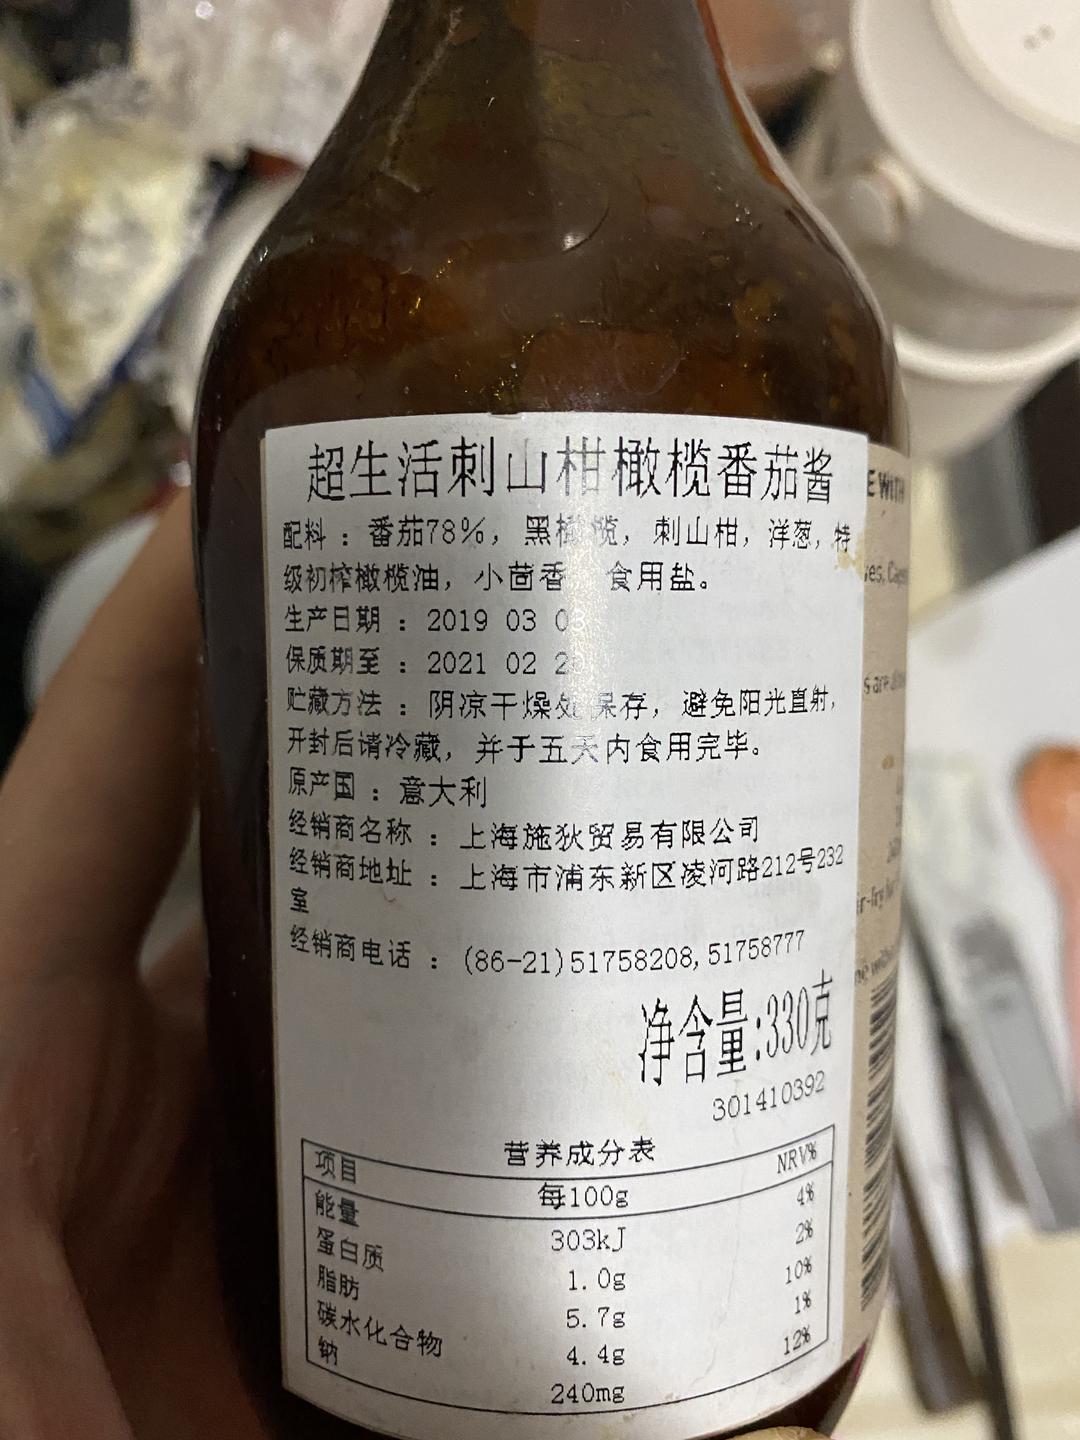 超生活刺山柑橄榄番茄酱
配料：番茄78%，黑橄榄，刺山柑，洋葱，特
级初榨橄榄油，小茴香 食用盐。
生产日期：2019 03 03
保质期至：2021 02 2
贮藏方法：阴凉干燥处保存，避免阳光直射，
开封后请冷藏，并于五天内食用完毕。
原产国：意大利
经销商名称：上海施狄贸易有限公司
经销商地址：上海市浦东新区凌河路212号232
室
经销商电话：(86-21)51758208,51758777
净含量:330克
301410392
营养成分表
项目 每100g NRV%
能量 303kJ 4%
蛋白质 1.0g 2%
脂肪 5.7g 10%
碳水化合物 4.4g 1%
钠 240mg 12%
E WITH